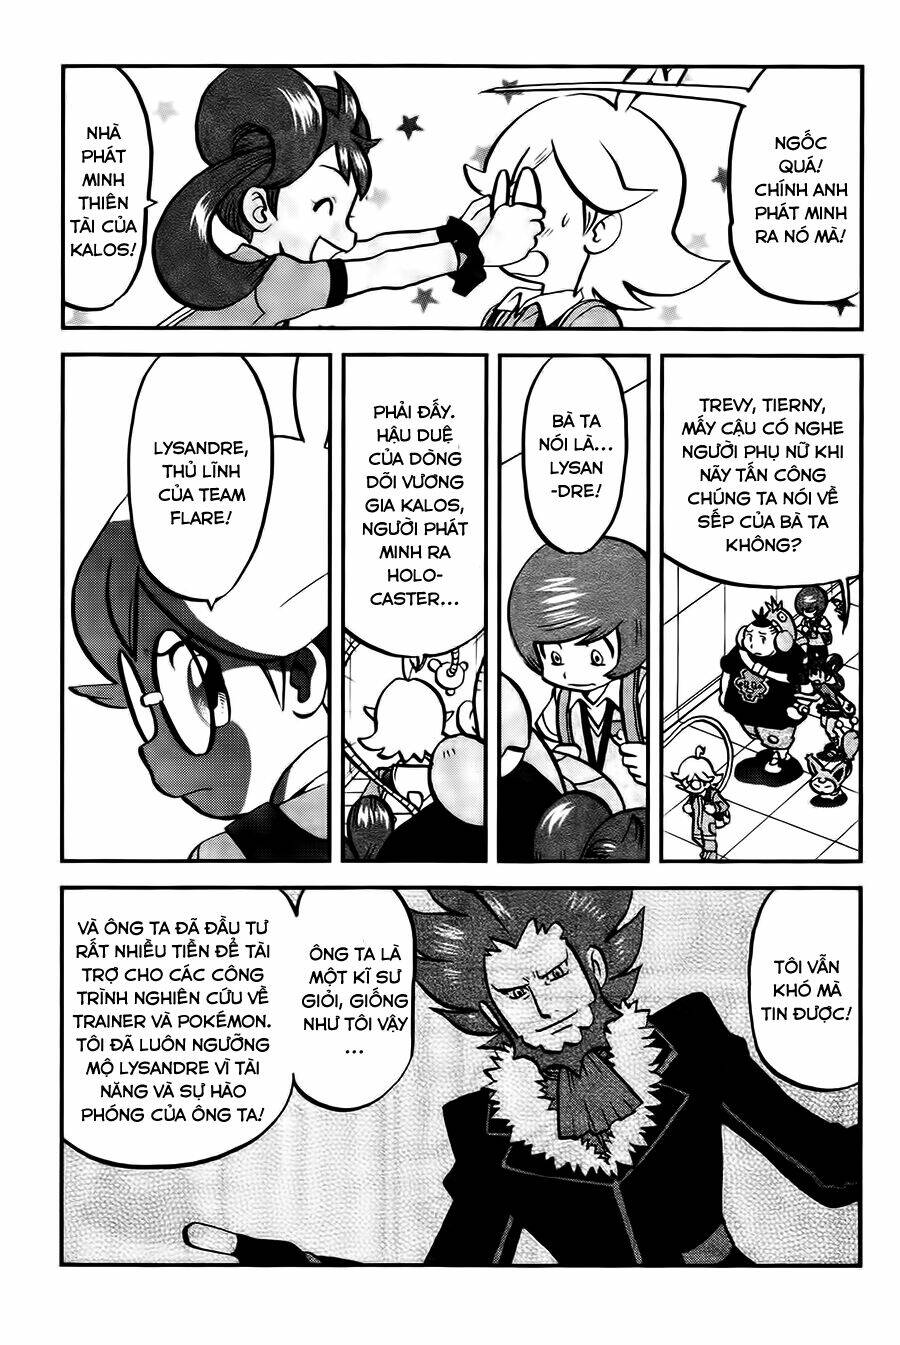 NGỐC
QUÁ!
CHÍNH ANH
PHÁT MINH
RA NÓ MÀ!
NHÀ
PHÁT
MINH
THIÊN
TÀI CỦA
KALOS!
TREVY, TIERNY,
MẤY CẬU CÓ NGHE
NGƯỜI PHỤ NỮ KHI
NÃY TẤN CÔNG
CHÚNG TA NÓI VỀ
SẾP CỦA BÀ TA
KHÔNG?
BÀ TA
NÓI LÀ...
LYSAN
-DRE!
PHẢI ĐẤY.
HẬU DUỆ
CỦA DÒNG
DÕI VƯƠNG
GIA KALOS,
NGƯỜI PHÁT
MINH RA
HOLO-
CASTER...
LYSANDRE,
THỦ LĨNH
CỦA TEAM
FLARE!
TÔI VẪN
KHÓ MÀ
TIN ĐƯỢC!
ÔNG TA LÀ
MỘT KĨ SƯ
GIỎI, GIỐNG
NHƯ TÔI VẬY
...
VÀ ÔNG TA ĐÃ ĐẦU TƯ
RẤT NHIỀU TIỀN ĐỂ TÀI
TRỢ CHO CÁC CÔNG
TRÌNH NGHIÊN CỨU VỀ
TRAINER VÀ POKÉMON.
TÔI ĐÃ LUÔN NGƯỠNG
MỘ LYSANDRE VÌ TÀI
NĂNG VÀ SỰ HÀO
PHÓNG CỦA ÔNG TA!